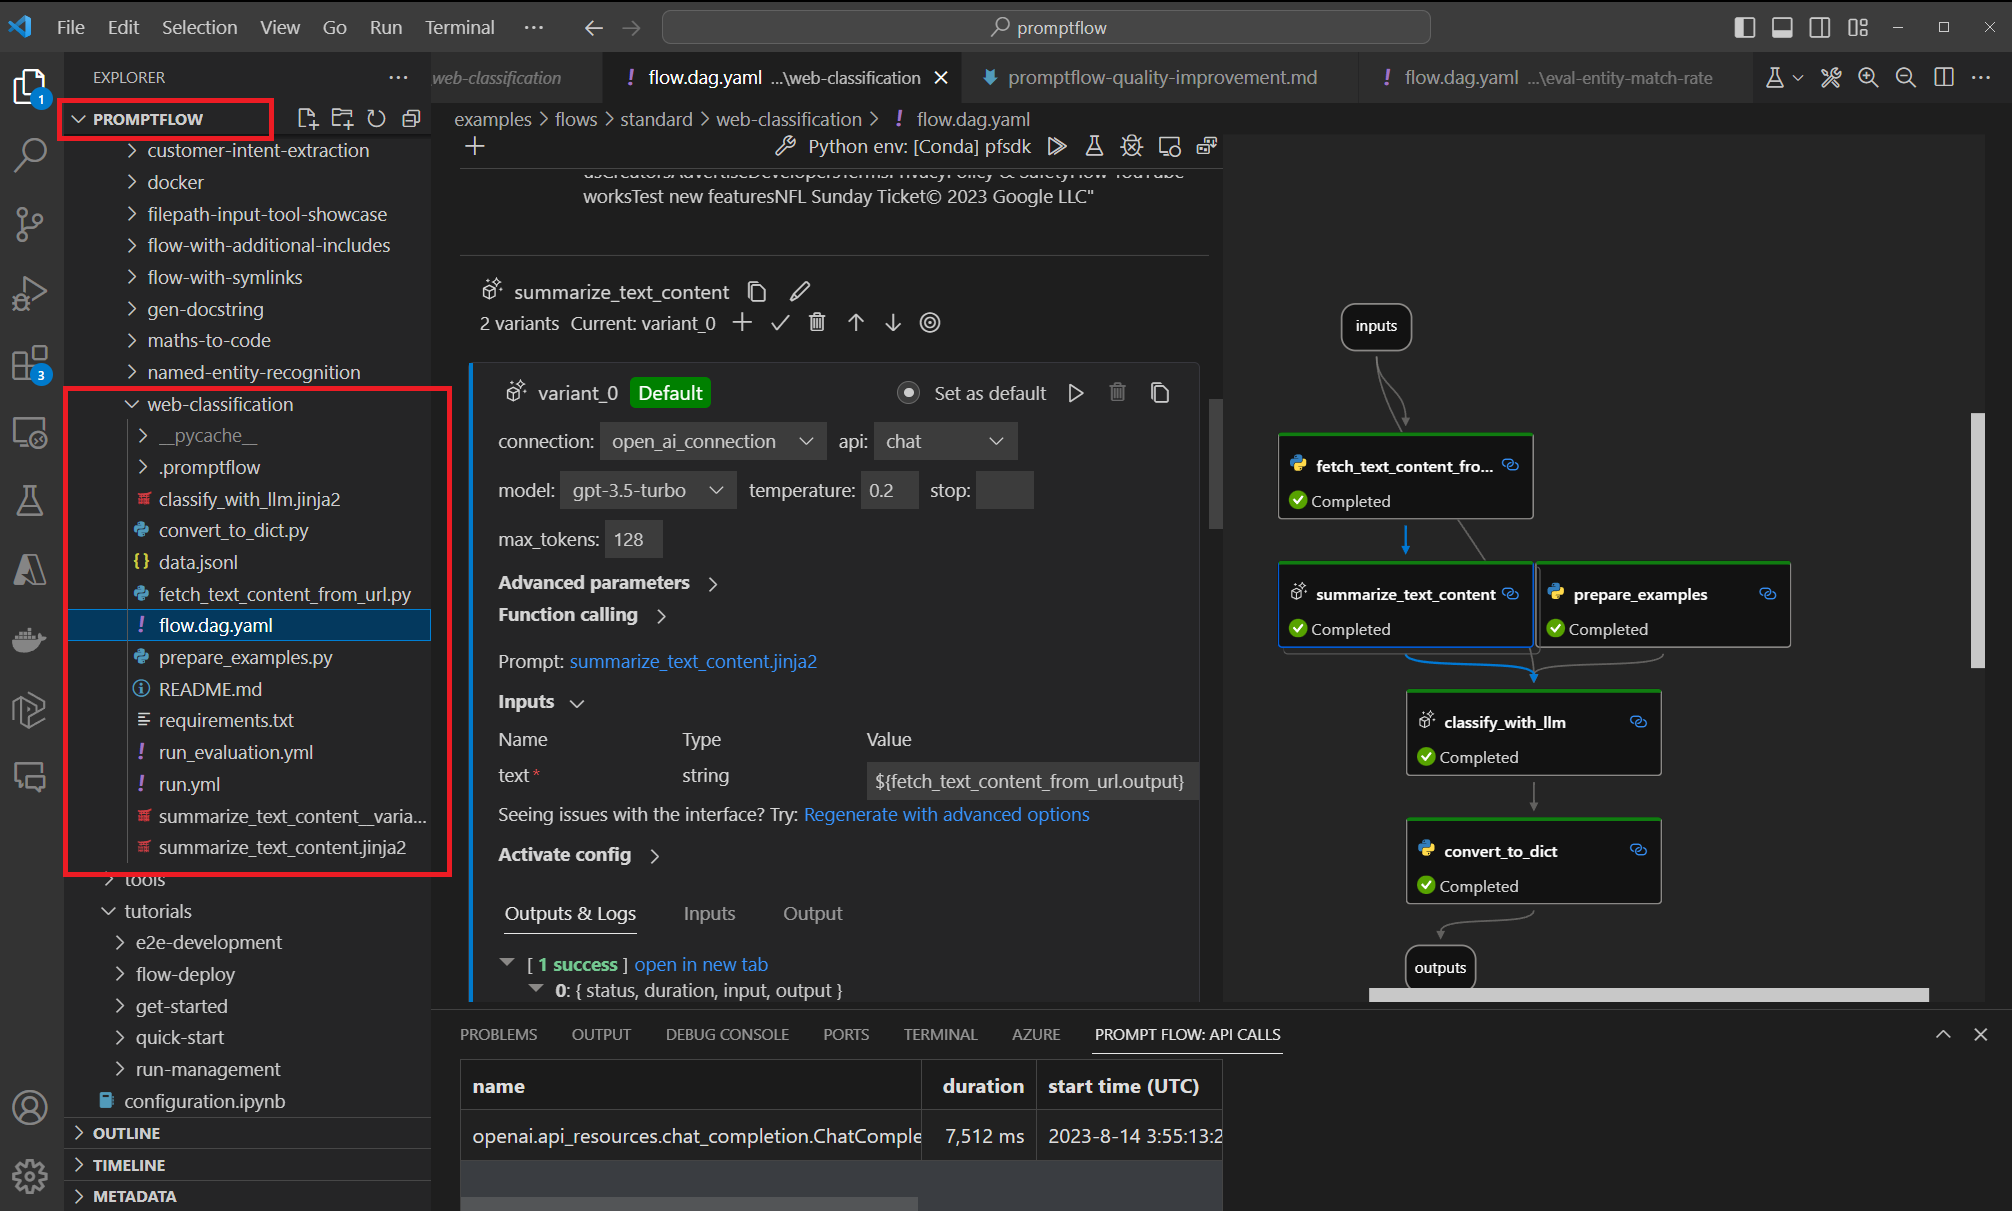 File Edit Selection View Go Run Terminal ···
promptflow
EXPLORER
PROMPTFLOW
customer-intent-extraction
docker
filepath-input-tool-showcase
flow-with-additional-includes
flow-with-symlinks
gen-docstring
maths-to-code
named-entity-recognition
web-classification
__pycache__
.promptflow
classify_with_llm.jinja2
convert_to_dict.py
data.jsonl
fetch_text_content_from_url.py
flow.dag.yaml
prepare_examples.py
README.md
requirements.txt
run_evaluation.yml
run.yml
summarize_text_content__varia...
summarize_text_content.jinja2
tools
tutorials
e2e-development
flow-deploy
get-started
quick-start
run-management
configuration.ipynb
OUTLINE
TIMELINE
METADATA
1
3
web-classification
! flow.dag.yaml ...\web-classification
promptflow-quality-improvement.md
! flow.dag.yaml ...\eval-entity-match-rate
examples > flows > standard > web-classification > ! flow.dag.yaml
Python env: [Conda] pfsdk
usCreatorsAdvertiseDevelopersTermsPrivacyPolicy & SafetyHow YouTube
worksTest new featuresNFL Sunday Ticket© 2023 Google LLC"
summarize_text_content
2 variants Current: variant_0
variant_0 Default Set as default
connection: open_ai_connection api: chat
model: gpt-3.5-turbo temperature: 0.2 stop:
max_tokens: 128
Advanced parameters
Function calling
Prompt: summarize_text_content.jinja2
Inputs
Name Type Value
text* string ${fetch_text_content_from_url.output}
Seeing issues with the interface? Try: Regenerate with advanced options
Activate config
Outputs & Logs Inputs Output
[ 1 success ] open in new tab
0: { status, duration, input, output }
inputs
fetch_text_content_fro...
Completed
summarize_text_content
Completed
prepare_examples
Completed
classify_with_llm
Completed
convert_to_dict
Completed
outputs
PROBLEMS OUTPUT DEBUG CONSOLE PORTS TERMINAL AZURE PROMPT FLOW: API CALLS
name duration start time (UTC)
openai.api_resources.chat_completion.ChatComple 7,512 ms 2023-8-14 3:55:13:2